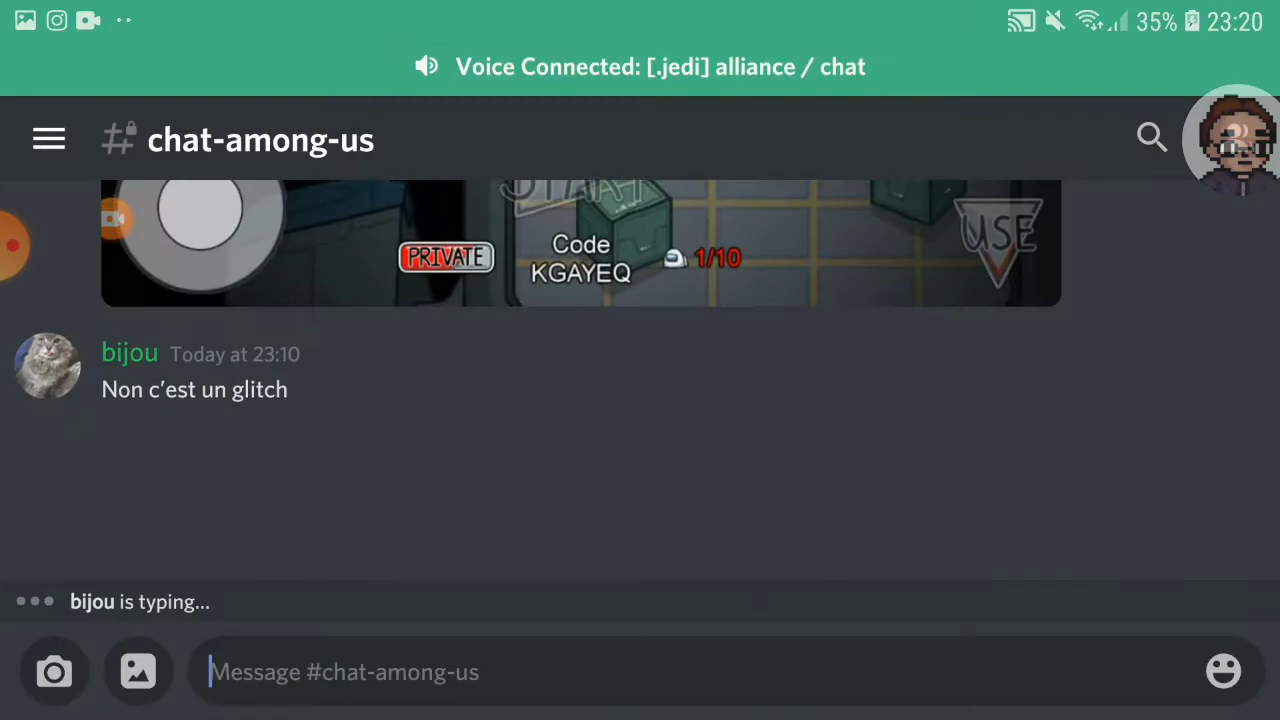 35% 23:20
Voice Connected: [.jedi] alliance / chat
chat-among-us
START
USE
PRIVATE
Code
KGAYEQ
1/10
bijou Today at 23:10
Non c’est un glitch
bijou is typing...
Message #chat-among-us